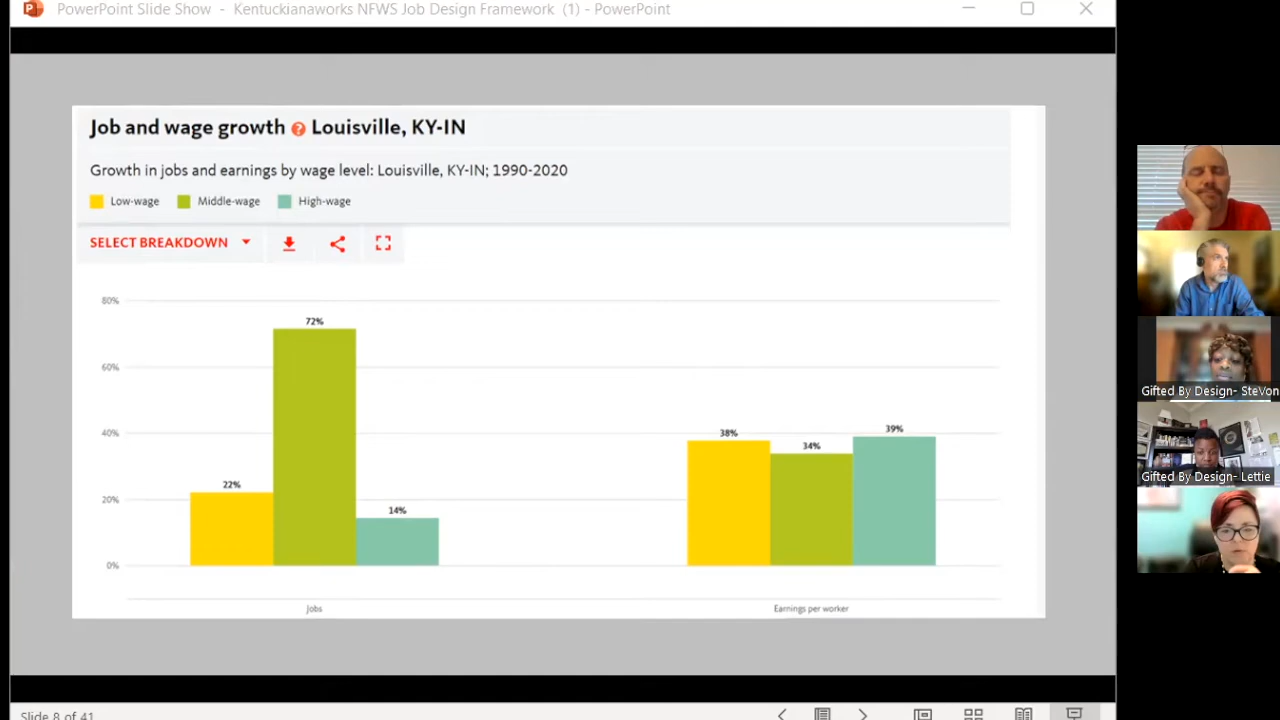 PowerPoint Slide Show - Kentuckianaworks NFWS Job Design Framework (1) - PowerPoint
Job and wage growth ? Louisville, KY-IN
Growth in jobs and earnings by wage level: Louisville, KY-IN; 1990-2020
Low-wage Middle-wage High-wage
SELECT BREAKDOWN
80%
72%
60%
40%
38% 34% 39%
22%
20%
14%
0%
Jobs Earnings per worker
Gifted By Design- SteVon
Gifted By Design- Lettie
Slide 8 of 41